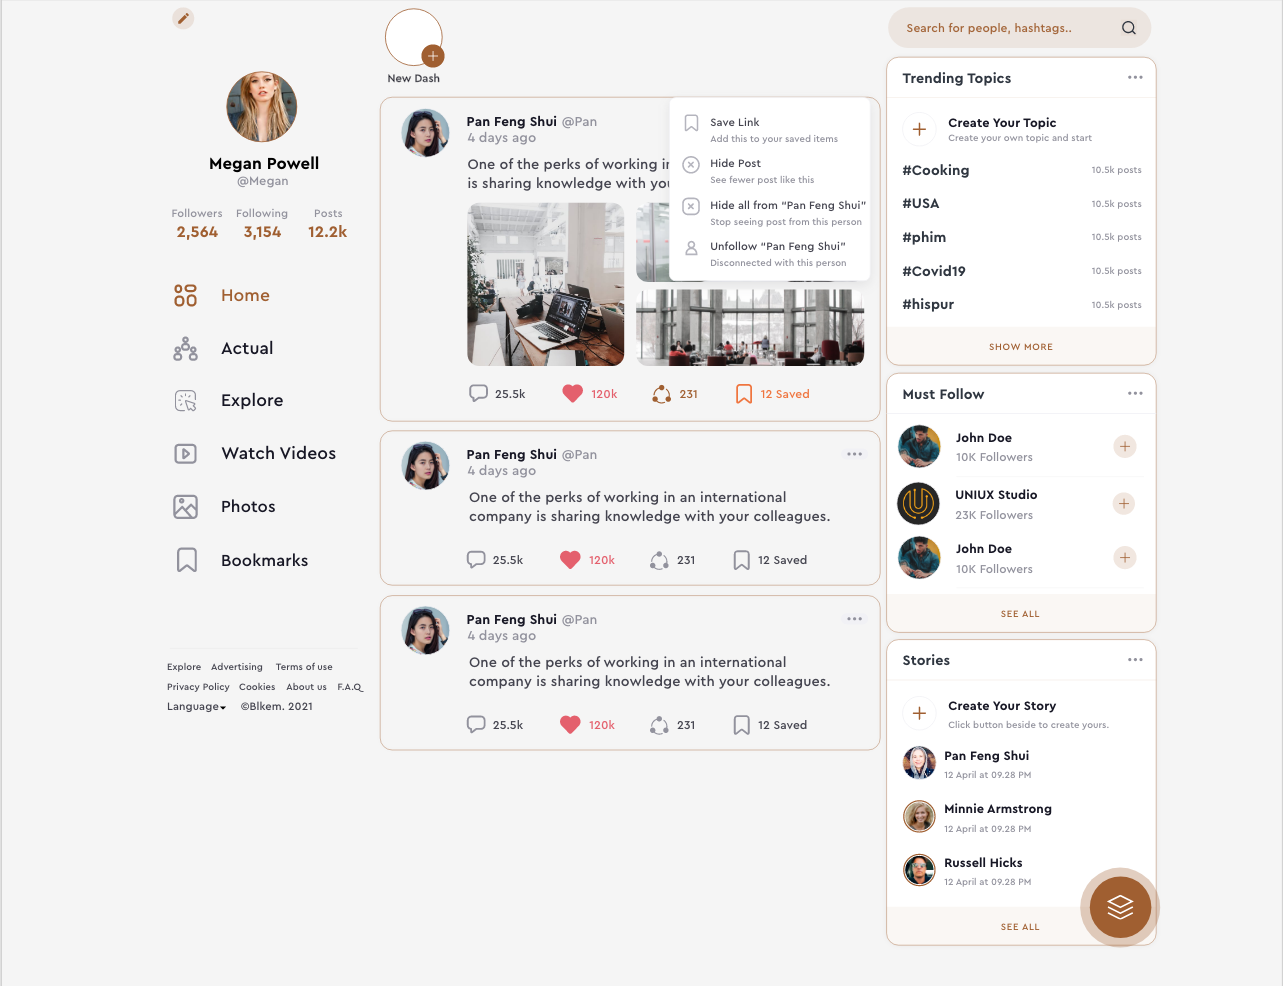 Megan Powell
@Megan
Followers Following Posts
2,564 3,154 12.2k
Home
Actual
Explore
Watch Videos
Photos
Bookmarks
Explore Advertising Terms of use
Privacy Policy Cookies About us F.A.Q
Language ©Blkem. 2021
New Dash
Pan Feng Shui @Pan
4 days ago
One of the perks of working in
is sharing knowledge with you
Save Link
Add this to your saved items
Hide Post
See fewer post like this
Hide all from “Pan Feng Shui”
Stop seeing post from this person
Unfollow “Pan Feng Shui”
Disconnected with this person
25.5k 120k 231 12 Saved
Pan Feng Shui @Pan
4 days ago
One of the perks of working in an international
company is sharing knowledge with your colleagues.
25.5k 120k 231 12 Saved
Pan Feng Shui @Pan
4 days ago
One of the perks of working in an international
company is sharing knowledge with your colleagues.
25.5k 120k 231 12 Saved
Search for people, hashtags..
Trending Topics
Create Your Topic
Create your own topic and start
#Cooking 10.5k posts
#USA 10.5k posts
#phim 10.5k posts
#Covid19 10.5k posts
#hispur 10.5k posts
SHOW MORE
Must Follow
John Doe
10K Followers
UNIUX Studio
23K Followers
John Doe
10K Followers
SEE ALL
Stories
Create Your Story
Click button beside to create yours.
Pan Feng Shui
12 April at 09.28 PM
Minnie Armstrong
12 April at 09.28 PM
Russell Hicks
12 April at 09.28 PM
SEE ALL